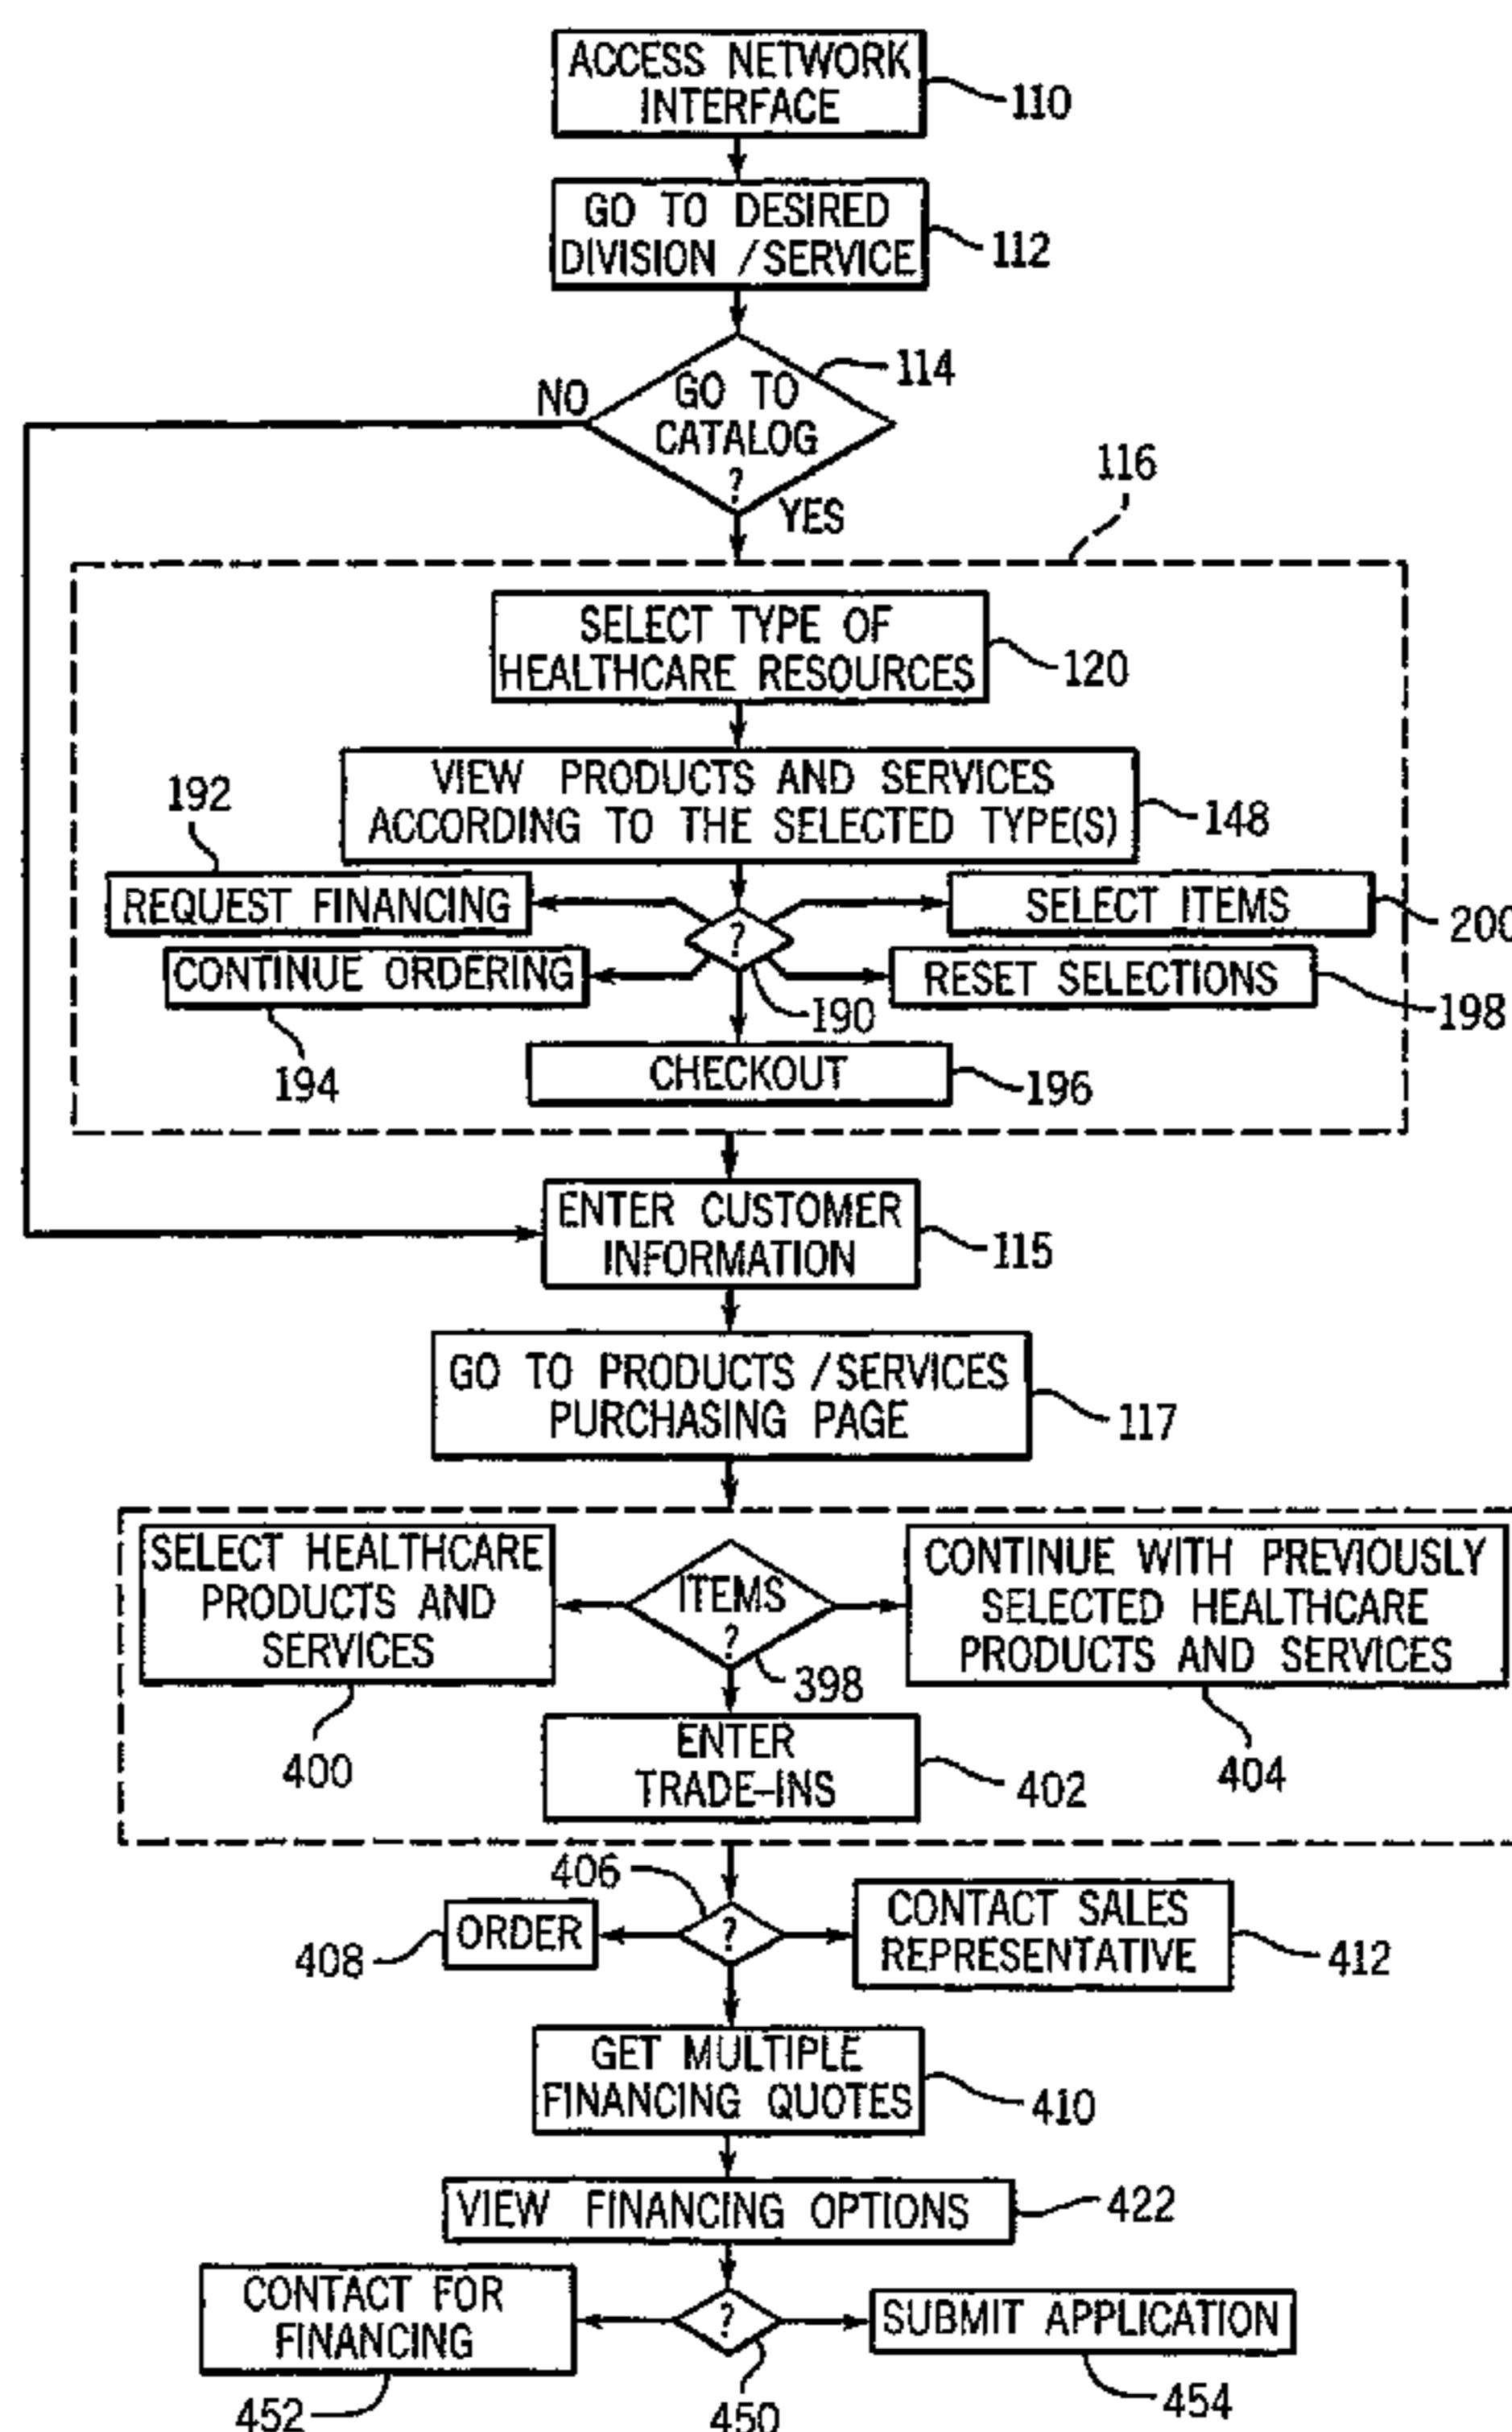 ACCESS NETWORK
INTERFACE
110
GO TO DESIRED
DIVISION /SERVICE
112
GO TO
CATALOG
?
114
NO
YES
116
SELECT TYPE OF
HEALTHCARE RESOURCES
120
VIEW PRODUCTS AND SERVICES
ACCORDING TO THE SELECTED TYPE(S)
148
192
REQUEST FINANCING
SELECT ITEMS
200
?
190
CONTINUE ORDERING
194
RESET SELECTIONS
198
CHECKOUT
196
ENTER CUSTOMER
INFORMATION
115
GO TO PRODUCTS /SERVICES
PURCHASING PAGE
117
SELECT HEALTHCARE
PRODUCTS AND
SERVICES
400
ITEMS
?
398
CONTINUE WITH PREVIOUSLY
SELECTED HEALTHCARE
PRODUCTS AND SERVICES
404
ENTER
TRADE-INS
402
406
?
ORDER
408
CONTACT SALES
REPRESENTATIVE
412
GET MULTIPLE
FINANCING QUOTES
410
VIEW FINANCING OPTIONS
422
CONTACT FOR
FINANCING
452
?
450
SUBMIT APPLICATION
454